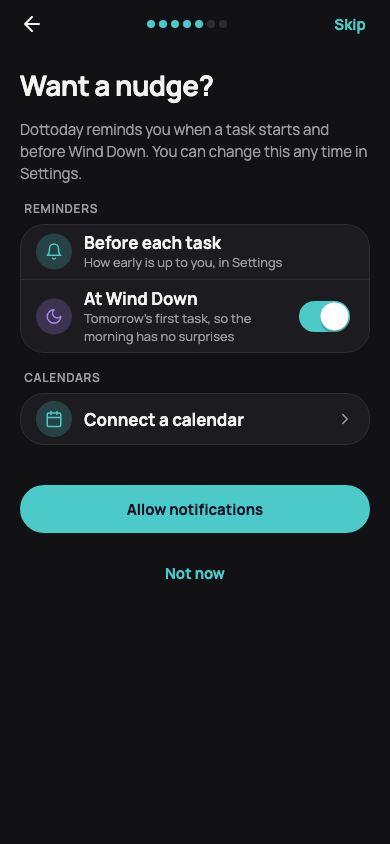 Skip
Want a nudge?
Dottoday reminds you when a task starts and
before Wind Down. You can change this any time in
Settings.
REMINDERS
Before each task
How early is up to you, in Settings
At Wind Down
Tomorrow's first task, so the
morning has no surprises
CALENDARS
Connect a calendar
Allow notifications
Not now